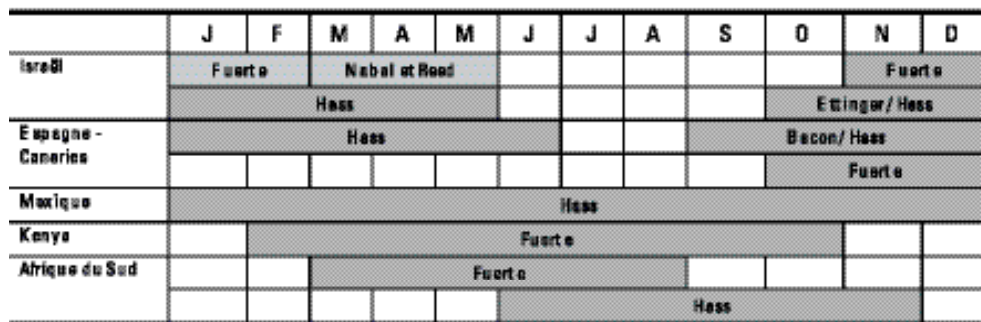 J F M A M J J A S O N D
Israël Fuerte Nabal et Reed Fuerte
Hass Ettinger/Hass
Espagne - Hass Bacon/Hass
Canaries Fuerte
Mexique Hass
Kenya Fuerte
Afrique du Sud Fuerte
Hass